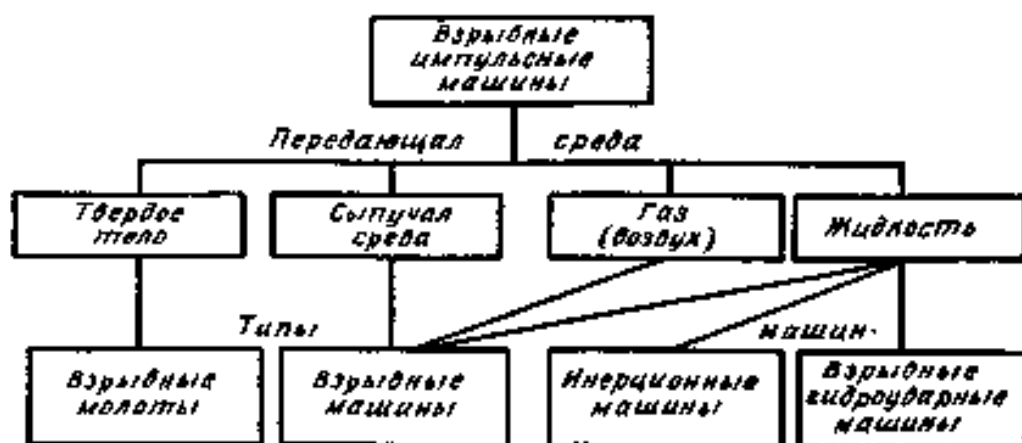 Взрывные
импульсные
машины
Передающая среда
Твердое
тело
Сыпучая
среда
Газ
(воздух)
Жидкость
Типы машин
Взрывные
молоты
Взрывные
машины
Инерционные
машины
Взрывные
гидроударные
машины